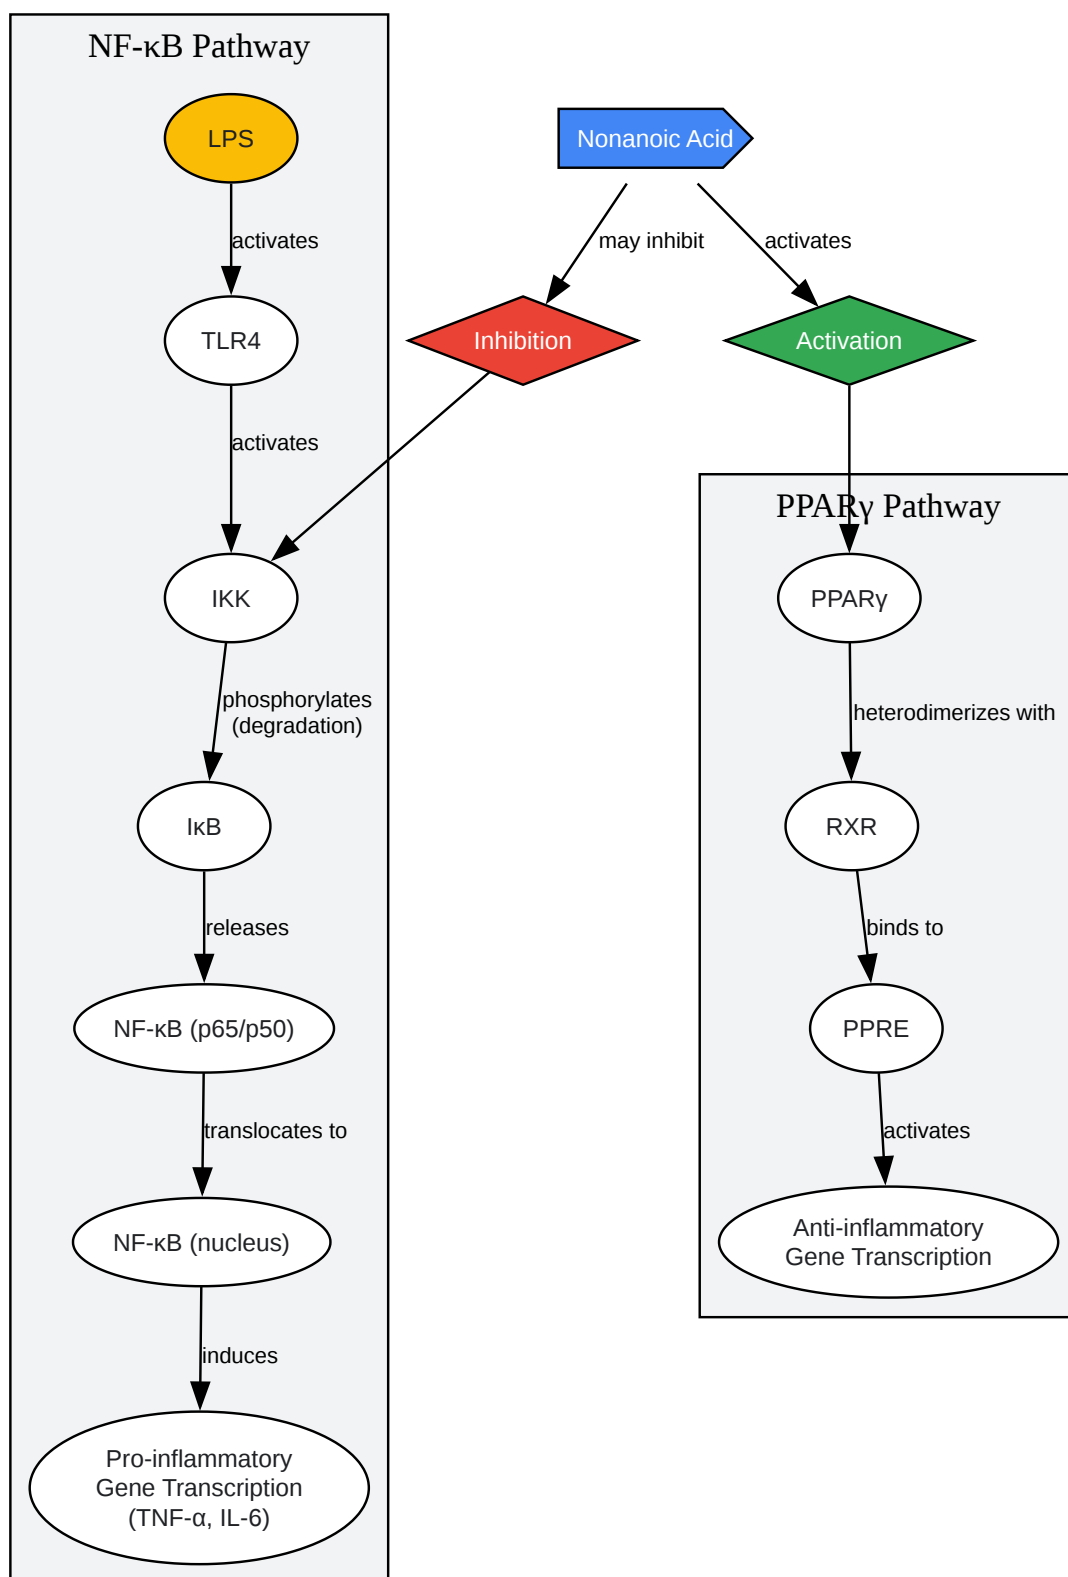 NF-κB Pathway
LPS
Nonanoic Acid
activates
may inhibit
activates
TLR4
Inhibition
Activation
activates
PPARγ Pathway
IKK
PPARγ
phosphorylates
(degradation)
heterodimerizes with
IκB
RXR
releases
binds to
NF-κB (p65/p50)
PPRE
translocates to
activates
NF-κB (nucleus)
Anti-inflammatory
Gene Transcription
induces
Pro-inflammatory
Gene Transcription
(TNF-α, IL-6)